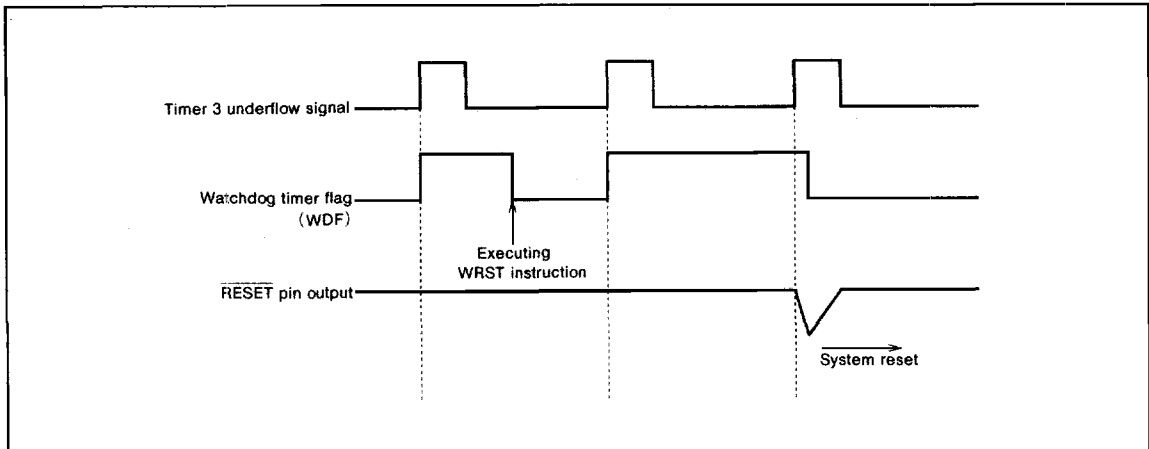 Timer 3 underflow signal
Watchdog timer flag
(WDF)
Executing
WRST instruction
RESET pin output
System reset